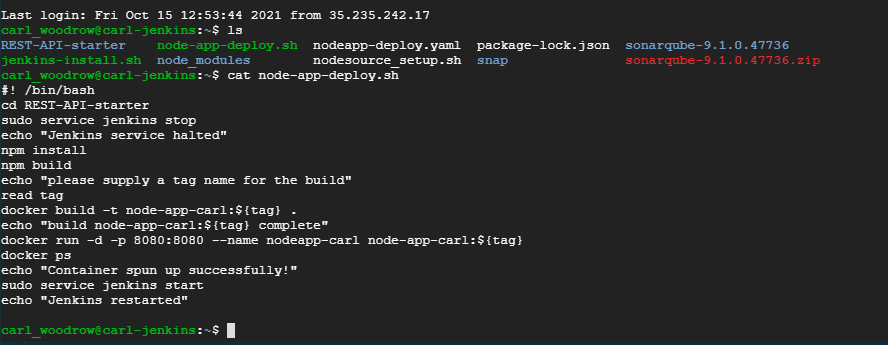 Last login: Fri Oct 15 12:53:44 2021 from 35.235.242.17
carl_woodrow@carl-jenkins:~$ ls
REST-API-starter node-app-deploy.sh nodeapp-deploy.yaml package-lock.json sonarqube-9.1.0.47736
jenkins-install.sh node_modules nodesource_setup.sh snap sonarqube-9.1.0.47736.zip
carl_woodrow@carl-jenkins:~$ cat node-app-deploy.sh
#! /bin/bash
cd REST-API-starter
sudo service jenkins stop
echo "Jenkins service halted"
npm install
npm build
echo "please supply a tag name for the build"
read tag
docker build -t node-app-carl:${tag} .
echo "build node-app-carl:${tag} complete"
docker run -d -p 8080:8080 --name nodeapp-carl node-app-carl:${tag}
docker ps
echo "Container spun up successfully!"
sudo service jenkins start
echo "Jenkins restarted"
carl_woodrow@carl-jenkins:~$